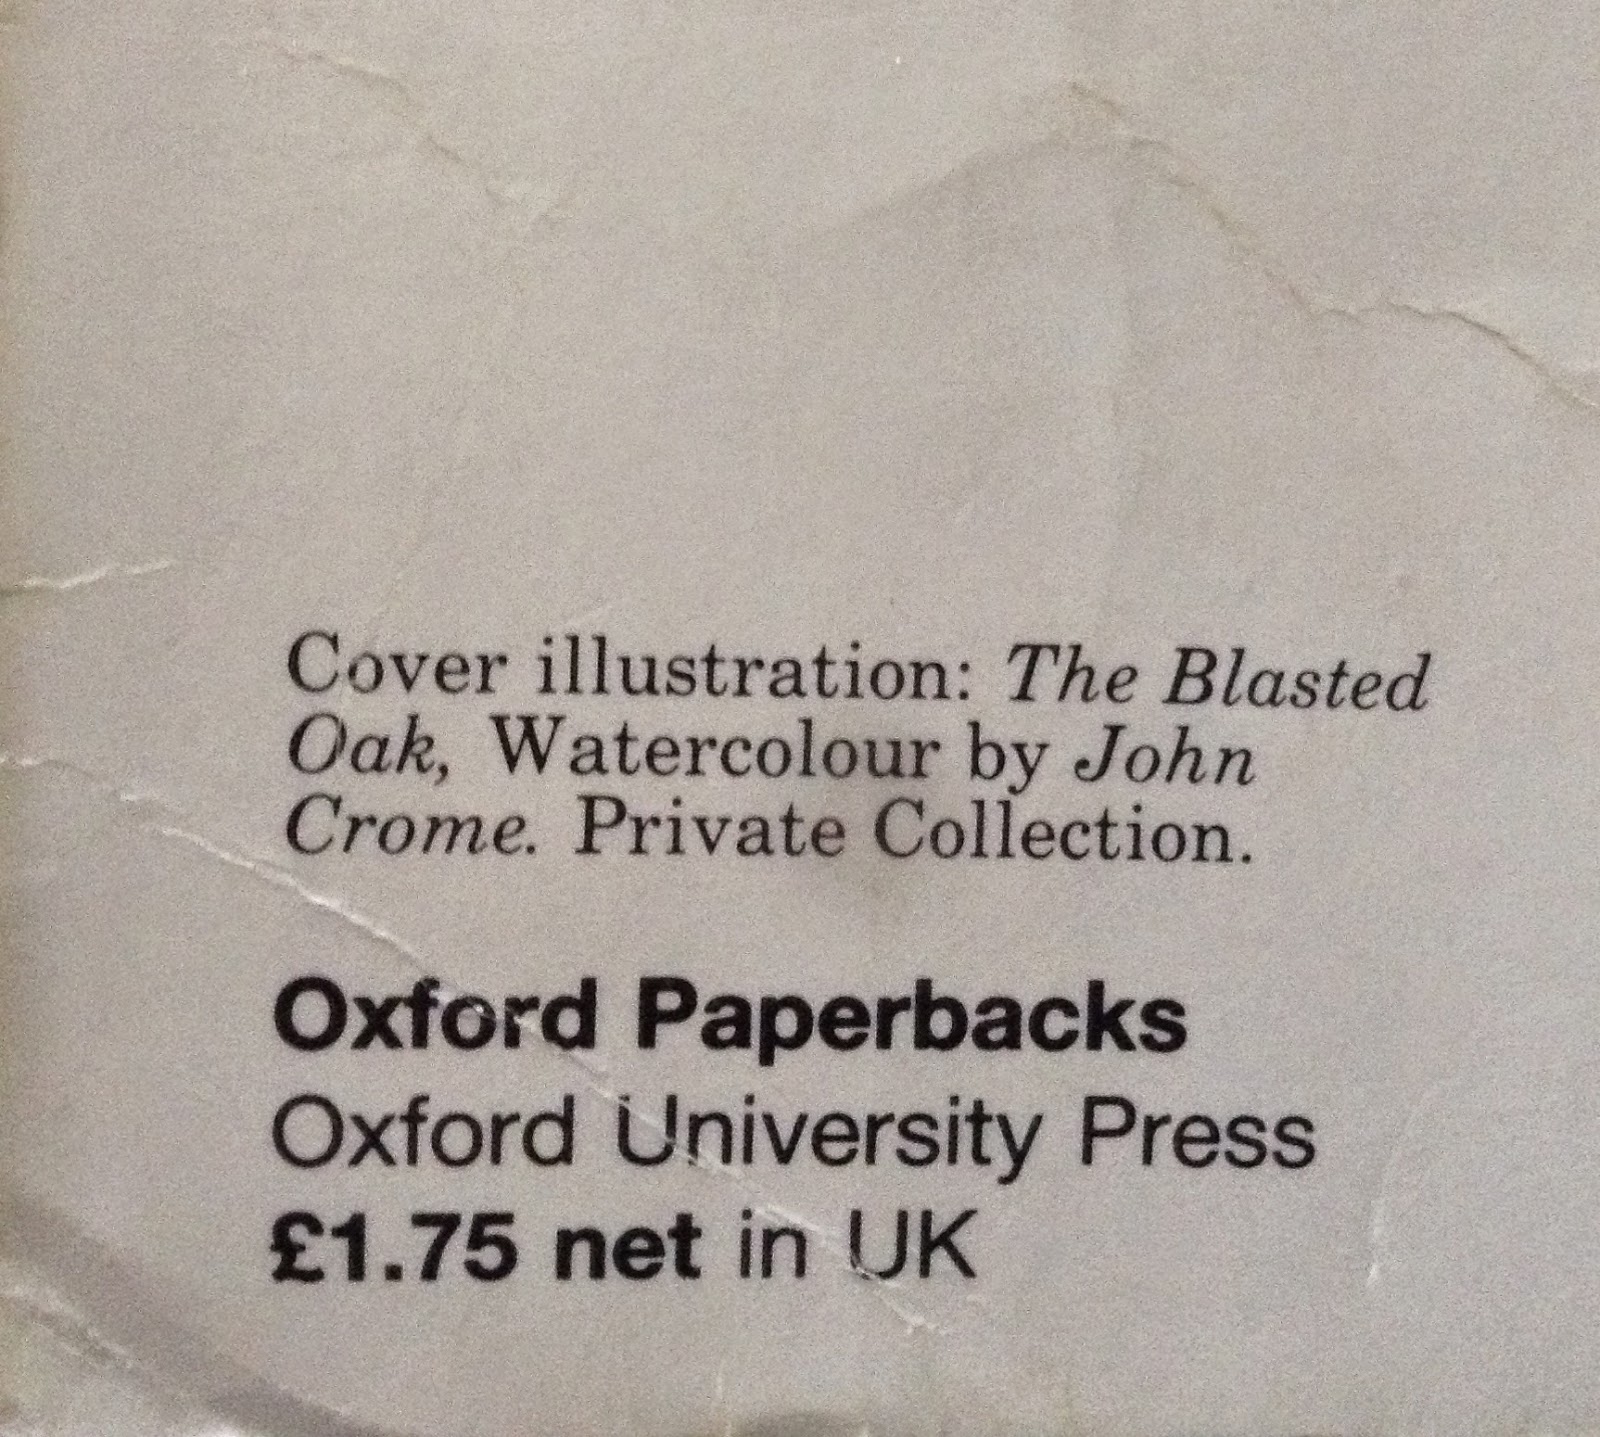 Cover illustration: The Blasted
Oak, Watercolour by John
Crome. Private Collection.
Oxford Paperbacks
Oxford University Press
£1.75 net in UK